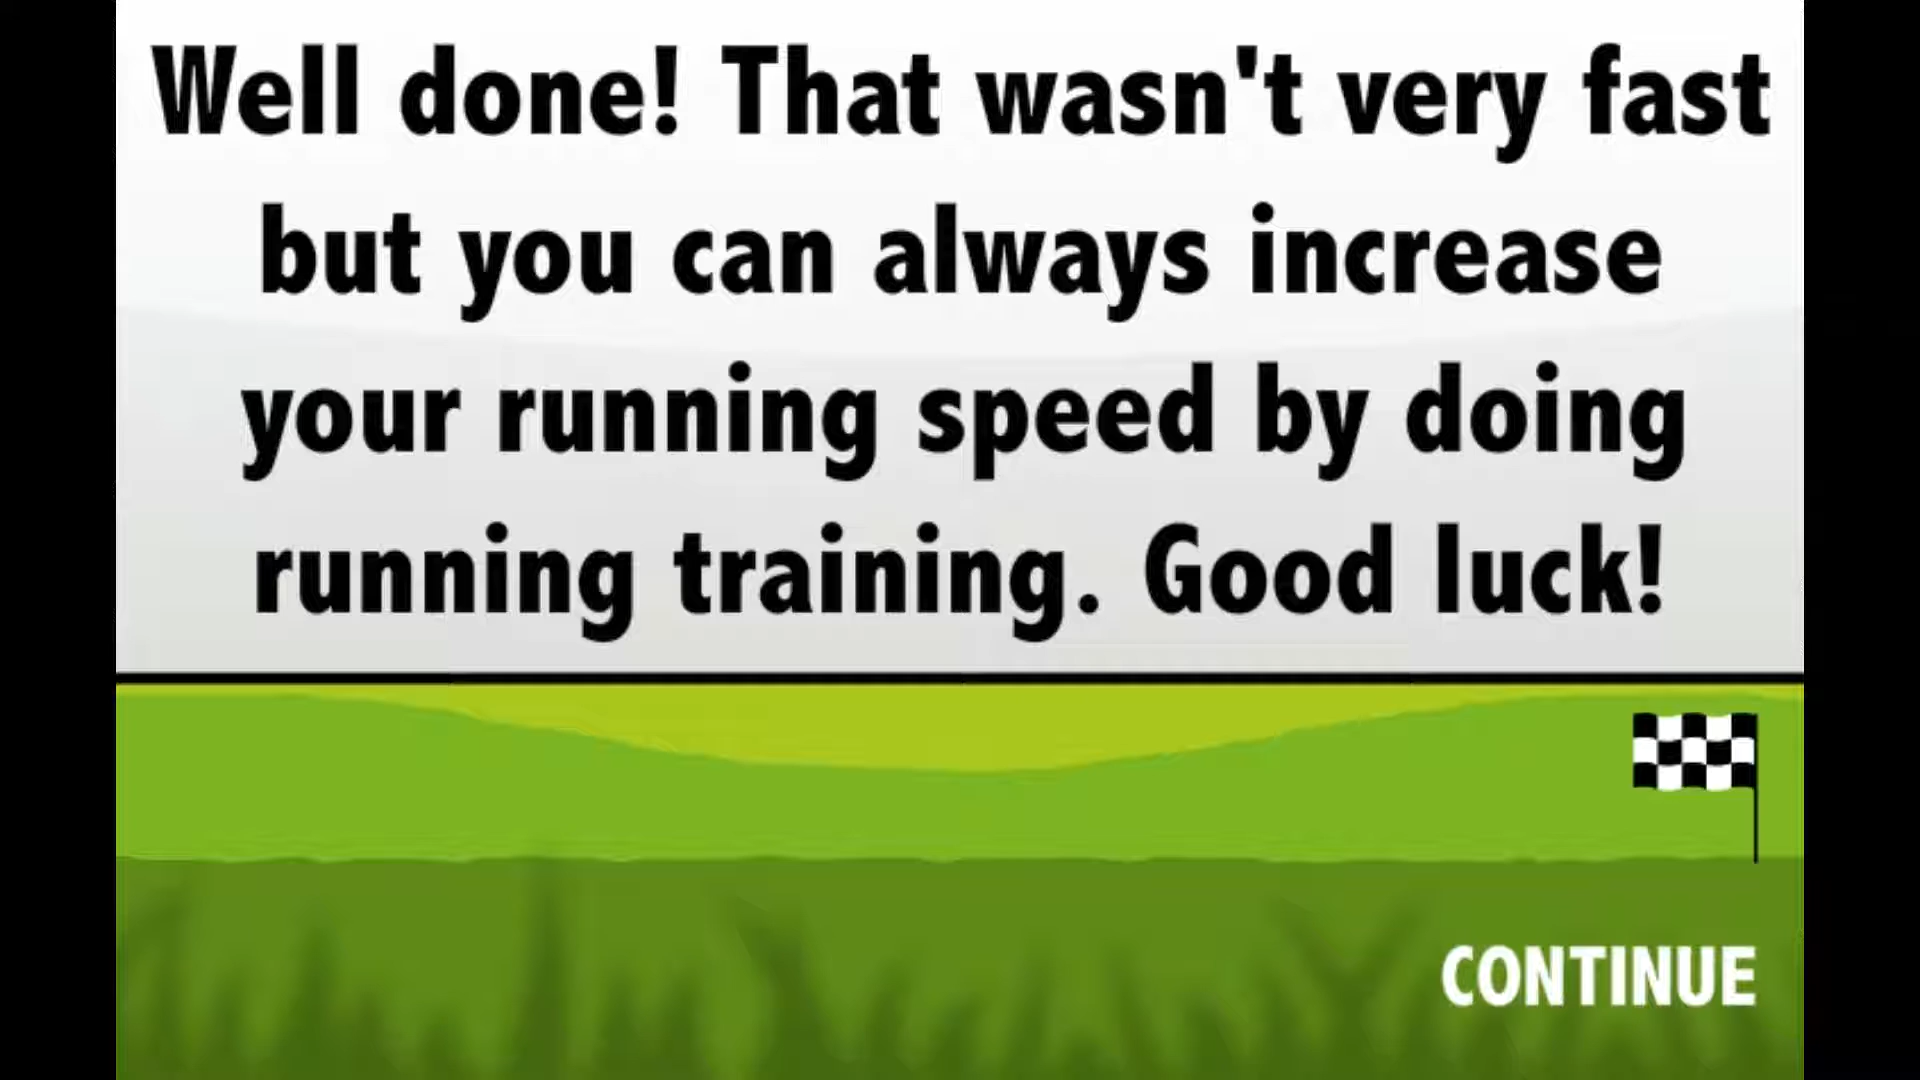 Well done! That wasn't very fast
but you can always increase
your running speed by doing
running training. Good luck!
CONTINUE